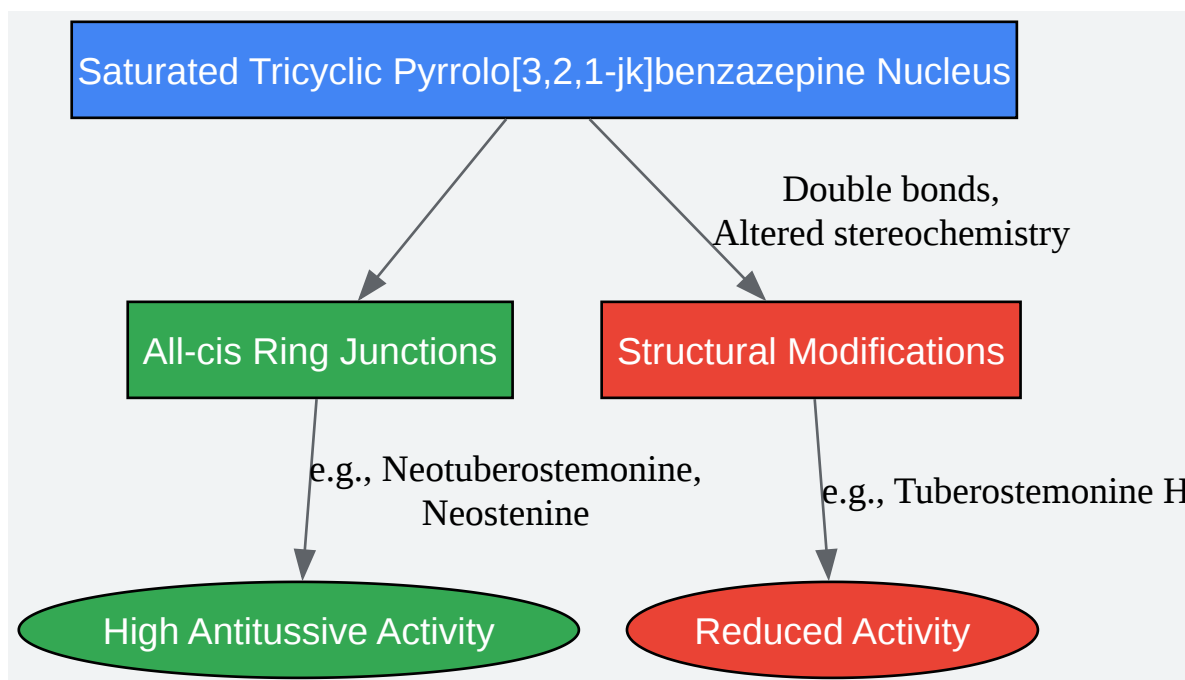 Saturated Tricyclic Pyrrolo[3,2,1-jk]benzazepine Nucleus
Double bonds,
Altered stereochemistry
All-cis Ring Junctions
Structural Modifications
e.g., Neotuberostemonine,
Neostenine
e.g., Tuberostemonine H
High Antitussive Activity
Reduced Activity